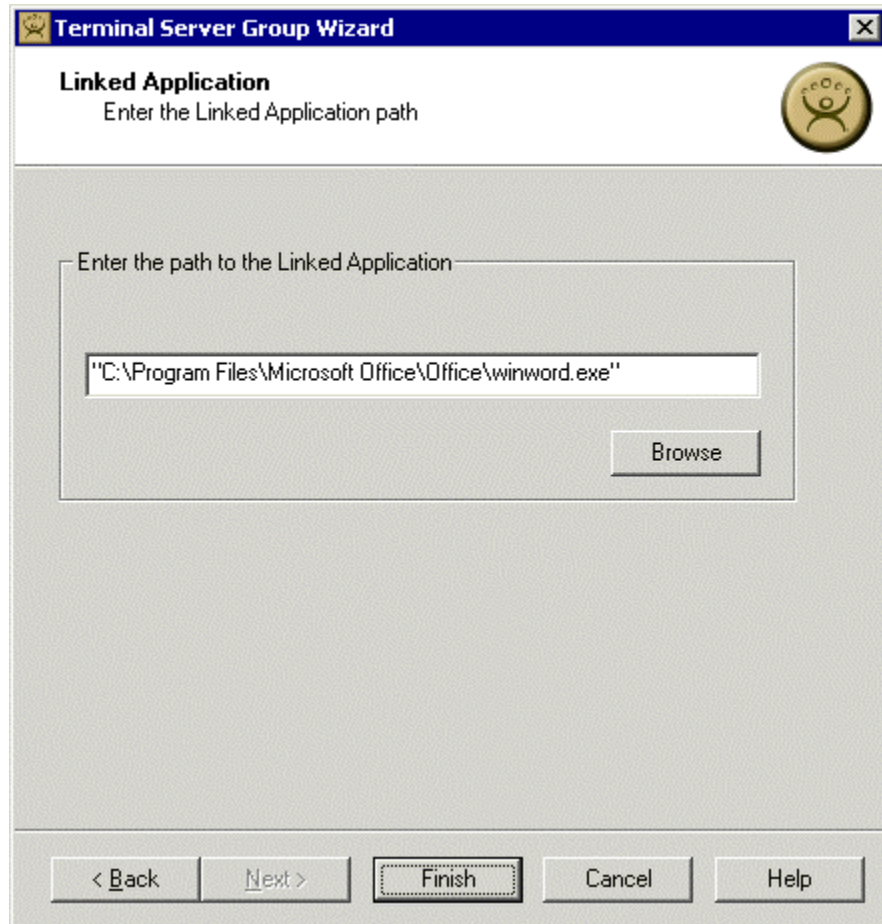 Terminal Server Group Wizard
Linked Application
Enter the Linked Application path
Enter the path to the Linked Application
"C:\Program Files\Microsoft Office\Office\winword.exe"
Browse
< Back Next > Finish Cancel Help